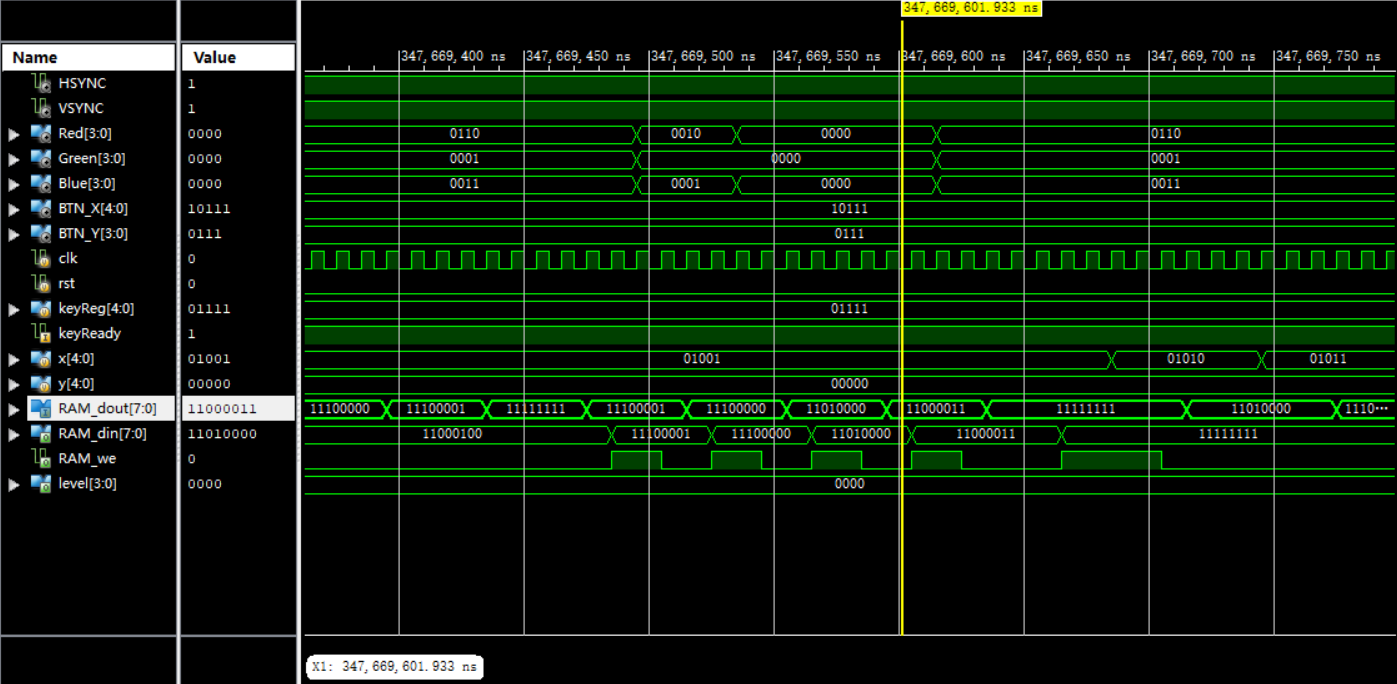 347,669,601.933 ns
Name Value 347,669,400 ns 347,669,450 ns 347,669,500 ns 347,669,550 ns 347,669,600 ns 347,669,650 ns 347,669,700 ns 347,669,750 ns
HSYNC 1
VSYNC 1
Red[3:0] 0000 0110 0010 0000 0110
Green[3:0] 0000 0001 0000 0001
Blue[3:0] 0000 0011 0001 0000 0011
BTN_X[4:0] 10111 10111
BTN_Y[3:0] 0111 0111
clk 0
rst 0
keyReg[4:0] 01111 01111
keyReady 1
x[4:0] 01001 01001 01010 01011
y[4:0] 00000 00000
RAM_dout[7:0] 11000011 11100000 11100001 11111111 11100001 11100000 11010000 11000011 11111111 11010000 1110···
RAM_din[7:0] 11010000 11000100 11100001 11100000 11010000 11000011 11111111
RAM_we 0
level[3:0] 0000 0000
X1: 347,669,601.933 ns